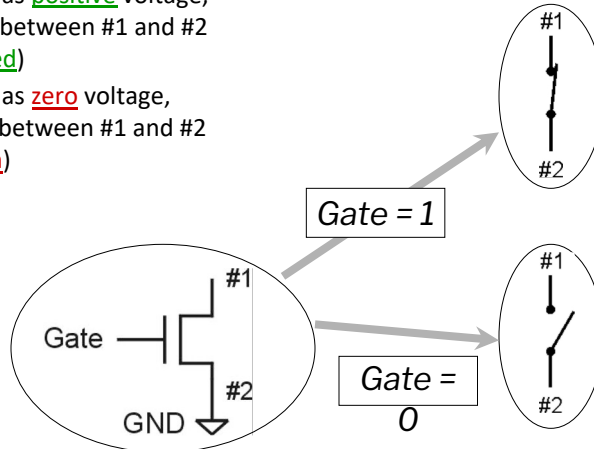 as positive voltage,
between #1 and #2
ed)
as zero voltage,
between #1 and #2
)
#1
#2
Gate = 1
#1
Gate
#2
GND
#1
#2
Gate =
0